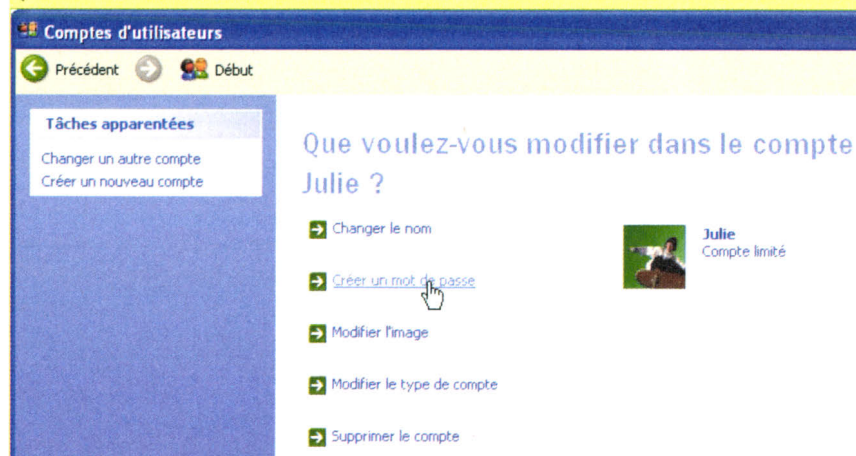 Comptes d'utilisateurs
Précédent
Début
Tâches apparentées
Changer un autre compte
Créer un nouveau compte
Que voulez-vous modifier dans le compte
Julie ?
Changer le nom
Julie
Compte limité
Créer un mot de passe
Modifier l'image
Modifier le type de compte
Supprimer le compte